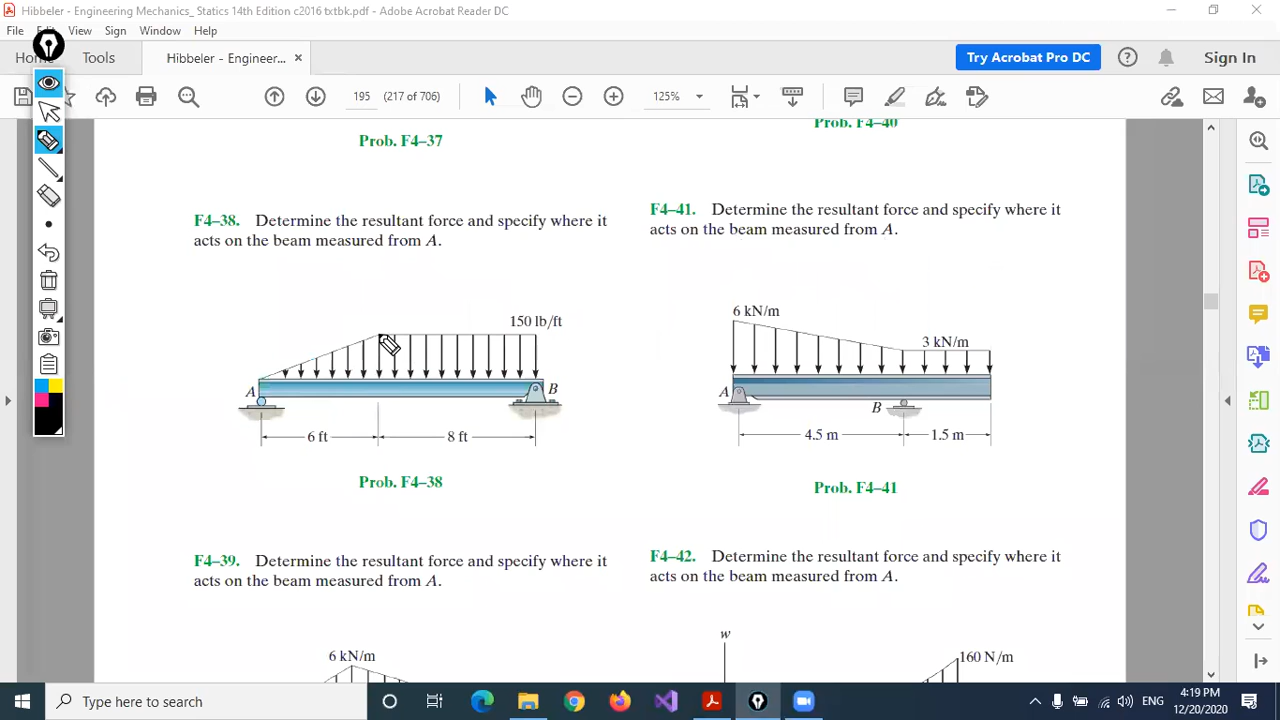 Hibbeler - Engineering Mechanics_ Statics 14th Edition c2016 txtbk.pdf - Adobe Acrobat Reader DC
File Edit View Sign Window Help
Home Tools Hibbeler - Engineer... ×
Try Acrobat Pro DC
Sign In
195 (217 of 706)
125%
Prob. F4–37
Prob. F4–40
F4–38. Determine the resultant force and specify where it
acts on the beam measured from A.
150 lb/ft
A
B
6 ft
8 ft
Prob. F4–38
F4–39. Determine the resultant force and specify where it
acts on the beam measured from A.
6 kN/m
F4–41. Determine the resultant force and specify where it
acts on the beam measured from A.
6 kN/m
3 kN/m
A
B
4.5 m
1.5 m
Prob. F4–41
F4–42. Determine the resultant force and specify where it
acts on the beam measured from A.
w
160 N/m
Type here to search
ENG
4:19 PM
12/20/2020